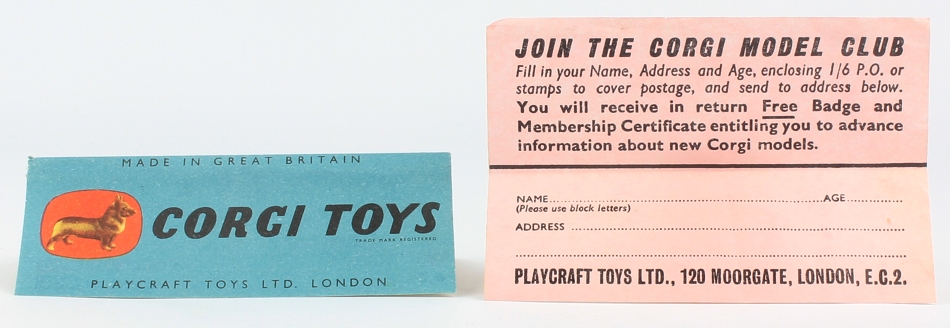 MADE IN GREAT BRITAIN
CORGI TOYS
TRADE MARK REGISTERED
PLAYCRAFT TOYS LTD. LONDON
JOIN THE CORGI MODEL CLUB
Fill in your Name, Address and Age, enclosing 1/6 P.O. or
stamps to cover postage, and send to address below.
You will receive in return Free Badge and
Membership Certificate entitling you to advance
information about new Corgi models.
NAME.......................................................AGE............
(Please use block letters)
ADDRESS ..........................................................
..........................................................................
PLAYCRAFT TOYS LTD., 120 MOORGATE, LONDON, E.C.2.